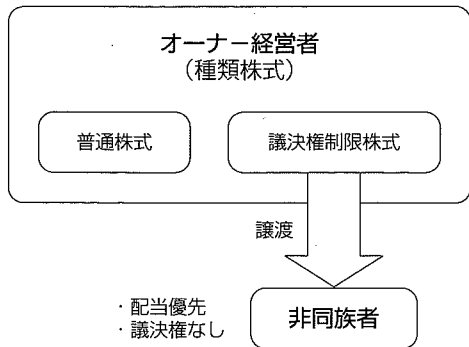 オーナー経営者
（種類株式）
普通株式
議決権制限株式
譲渡
・配当優先
・議決権なし
非同族者